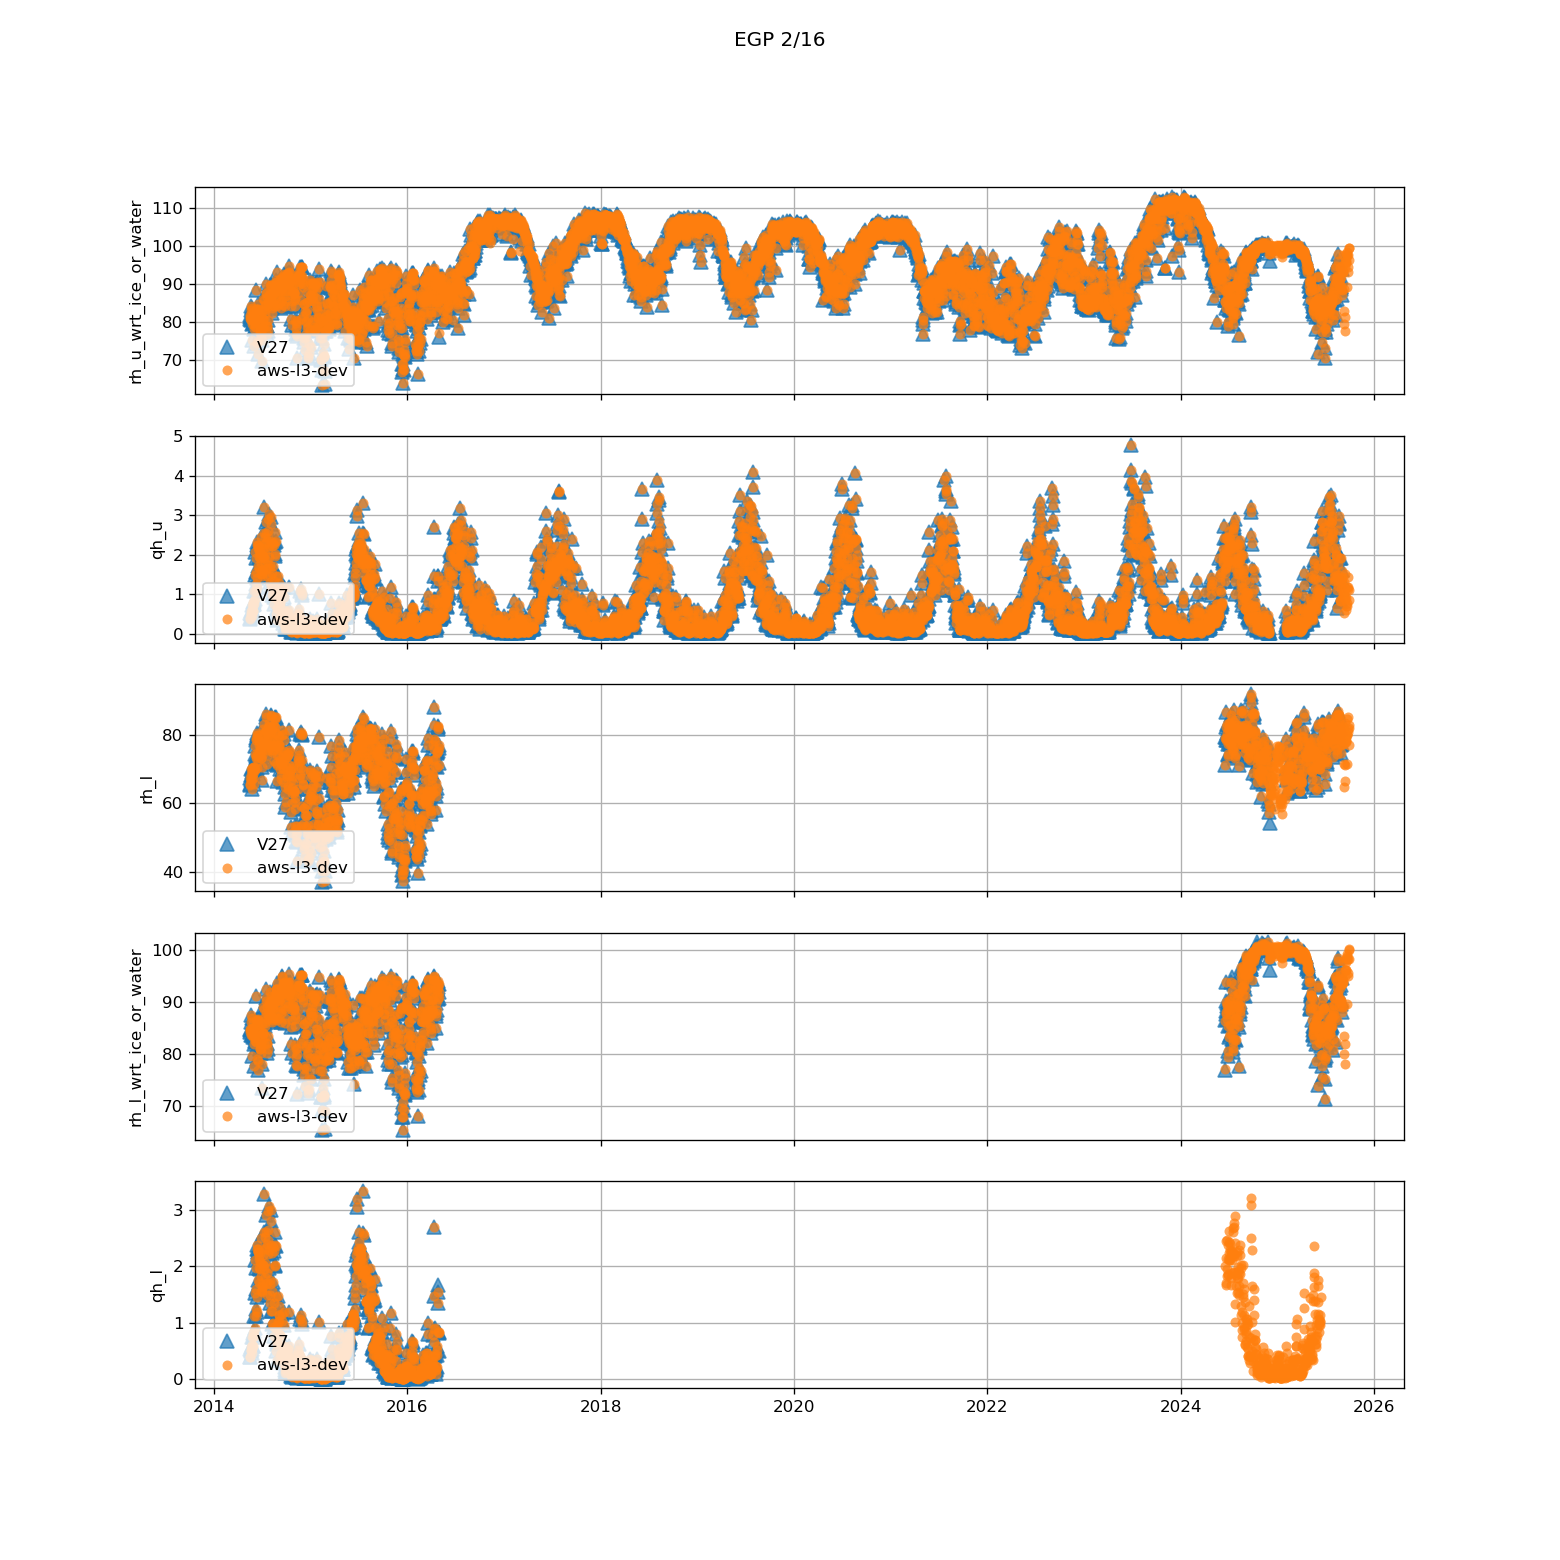 EGP 2/16
rh_u_wrt_ice_or_water
110
100
90
80
70
V27
aws-l3-dev
qh_u
5
4
3
2
1
0
V27
aws-l3-dev
rh_l
80
60
40
V27
aws-l3-dev
rh_l_wrt_ice_or_water
100
90
80
70
V27
aws-l3-dev
qh_l
3
2
1
0
V27
aws-l3-dev
2014 2016 2018 2020 2022 2024 2026